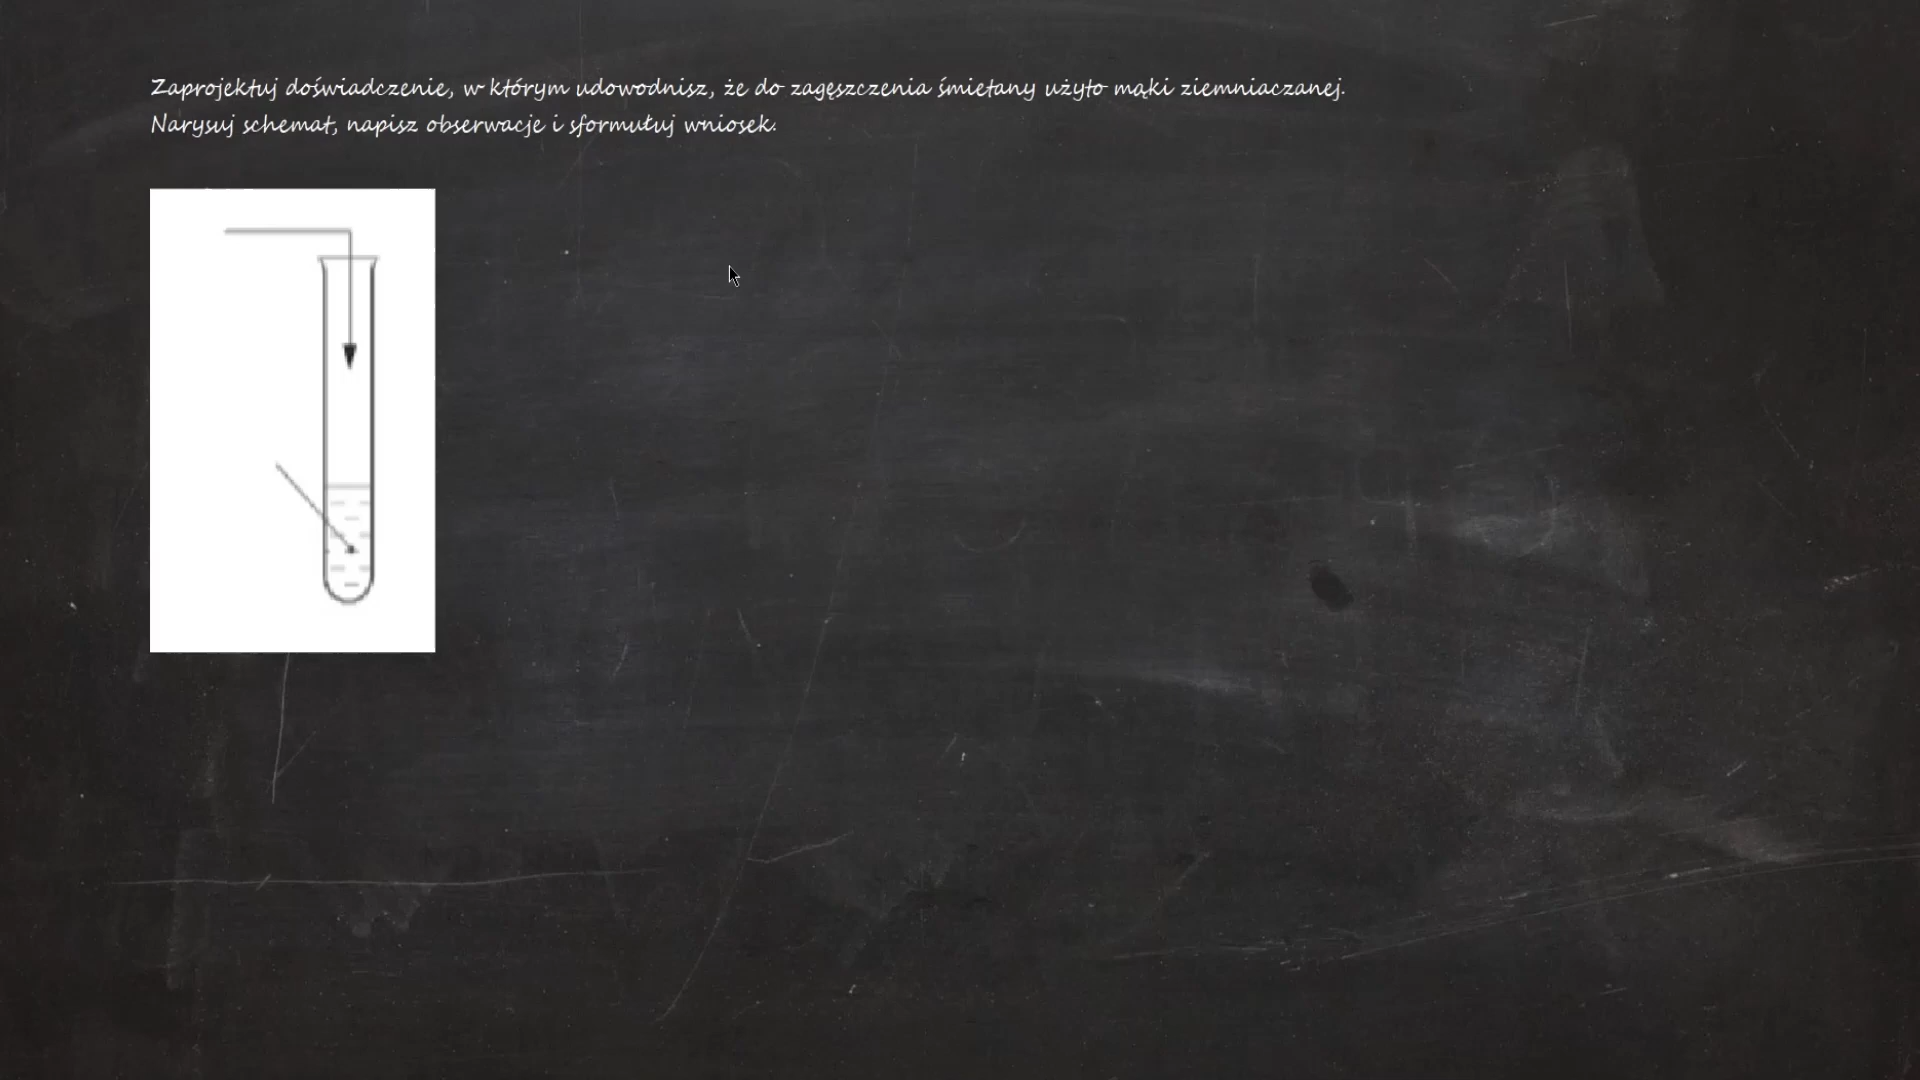 Zaprojektuj doświadczenie, w którym udowodnisz, że do zagęszczenia śmietany użyto mąki ziemniaczanej.
Narysuj schemat, napisz obserwacje i sformułuj wniosek.